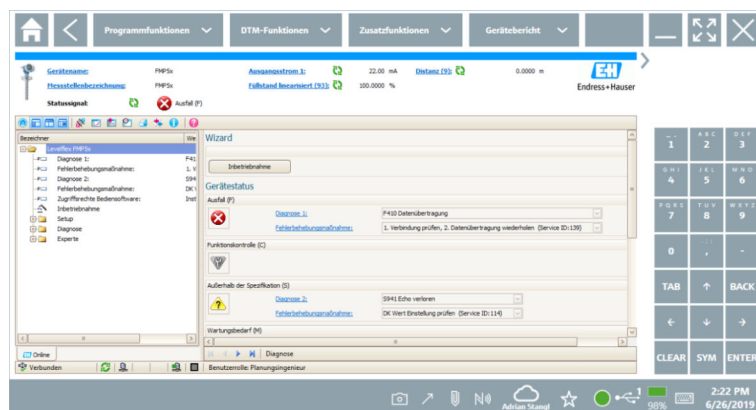 Programmfunktionen
DTM-Funktionen
Zusatzfunktionen
Gerätebericht
Gerätename: FMP5x Ausgangsstrom 1: 22.00 mA Distanz [9]: 0.0000 m
Messstellenbezeichnung: FMP5x Füllstand linearisiert [93]: 100.0000 %
EH
Endress+Hauser
Statussignal: Ausfall (F)
Bezeichner We
Levelflex FMP5x
Diagnose 1: F41
Fehlerbehebungsmaßnahme: 1. V
Diagnose 2: S94
Fehlerbehebungsmaßnahme: DK
Zugriffsrechte Bediensoftware: Inst
Inbetriebnahme
Setup
Diagnose
Experte
Wizard
Inbetriebnahme
Gerätestatus
Ausfall (F)
Diagnose 1: F410 Datenübertragung
Fehlerbehebungsmaßnahme: 1. Verbindung prüfen, 2. Datenübertragung wiederholen (Service ID:139)
Funktionskontrolle (C)
Außerhalb der Spezifikation (S)
Diagnose 2: S941 Echo verloren
Fehlerbehebungsmaßnahme: DK Wert Einstellung prüfen (Service ID:114)
Wartungsbedarf (M)
Online
Diagnose
Verbunden
Benutzerrolle: Planungsingenieur
1
ABC
2
DEF
3
GHI
4
JKL
5
MNO
6
PQRS
7
TUV
8
WXYZ
9
0
,
-
TAB
BACK
CLEAR
SYM
ENTER
Adrian Stangl
1
98%
2:22 PM
6/26/2019